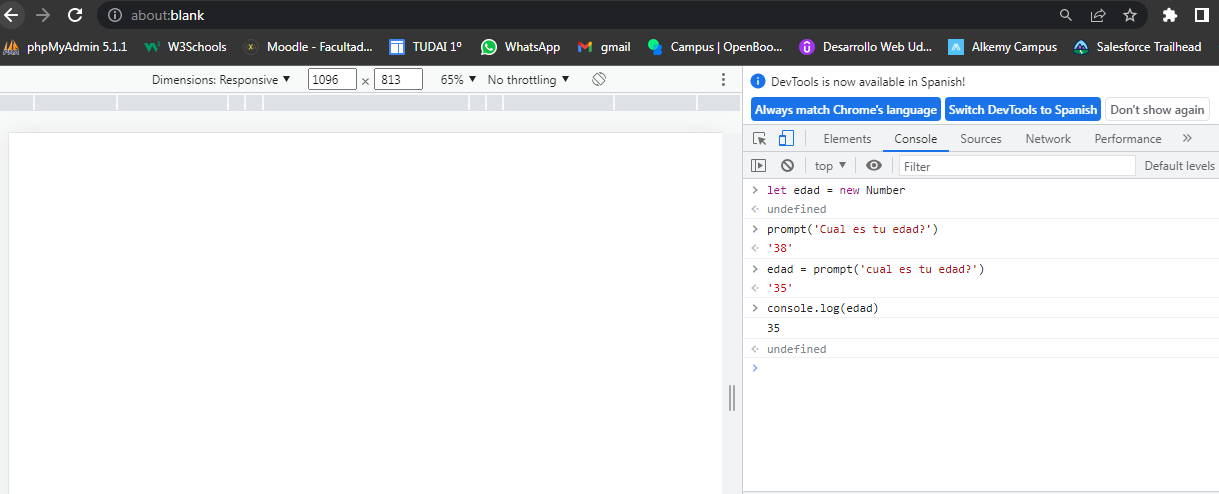 about:blank
phpMyAdmin 5.1.1 W3Schools Moodle - Facultad... TUDAI 1º WhatsApp gmail Campus | OpenBoo... Desarrollo Web Ud... Alkemy Campus Salesforce Trailhead
Dimensions: Responsive ▼ 1096 x 813 65% ▼ No throttling ▼
DevTools is now available in Spanish!
Always match Chrome's language Switch DevTools to Spanish Don't show again
Elements Console Sources Network Performance »
top ▼ Filter Default levels
> let edad = new Number
<· undefined
> prompt('Cual es tu edad?')
<· '38'
> edad = prompt('cual es tu edad?')
<· '35'
> console.log(edad)
35
<· undefined
>